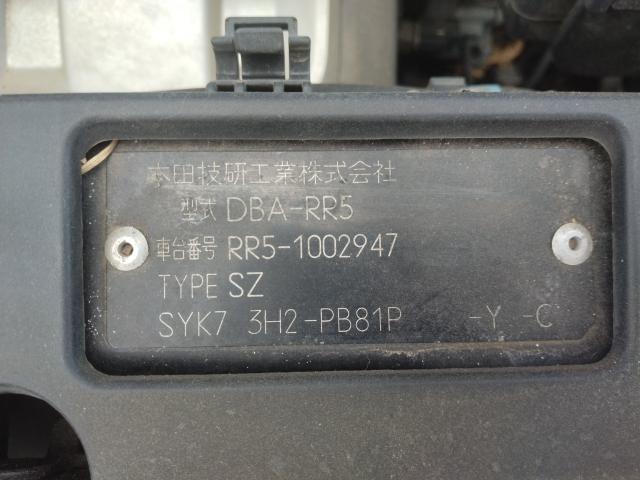 本田技研工業株式会社
型式 DBA-RR5
車台番号 RR5-1002947
TYPE SZ
SYK7 3H2-PB81P -Y -C